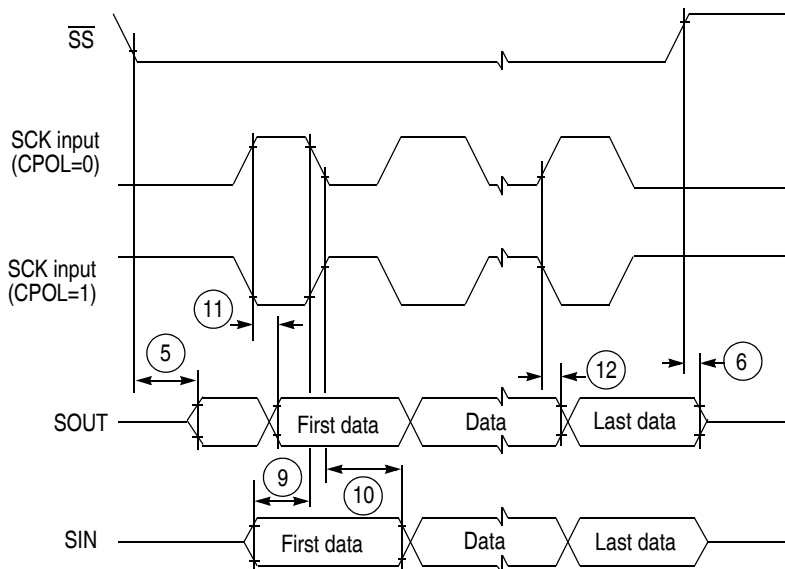 SS
SCK input
(CPOL=0)
SCK input
(CPOL=1)
11
5
12
6
SOUT
First data
Data
Last data
9
10
SIN
First data
Data
Last data